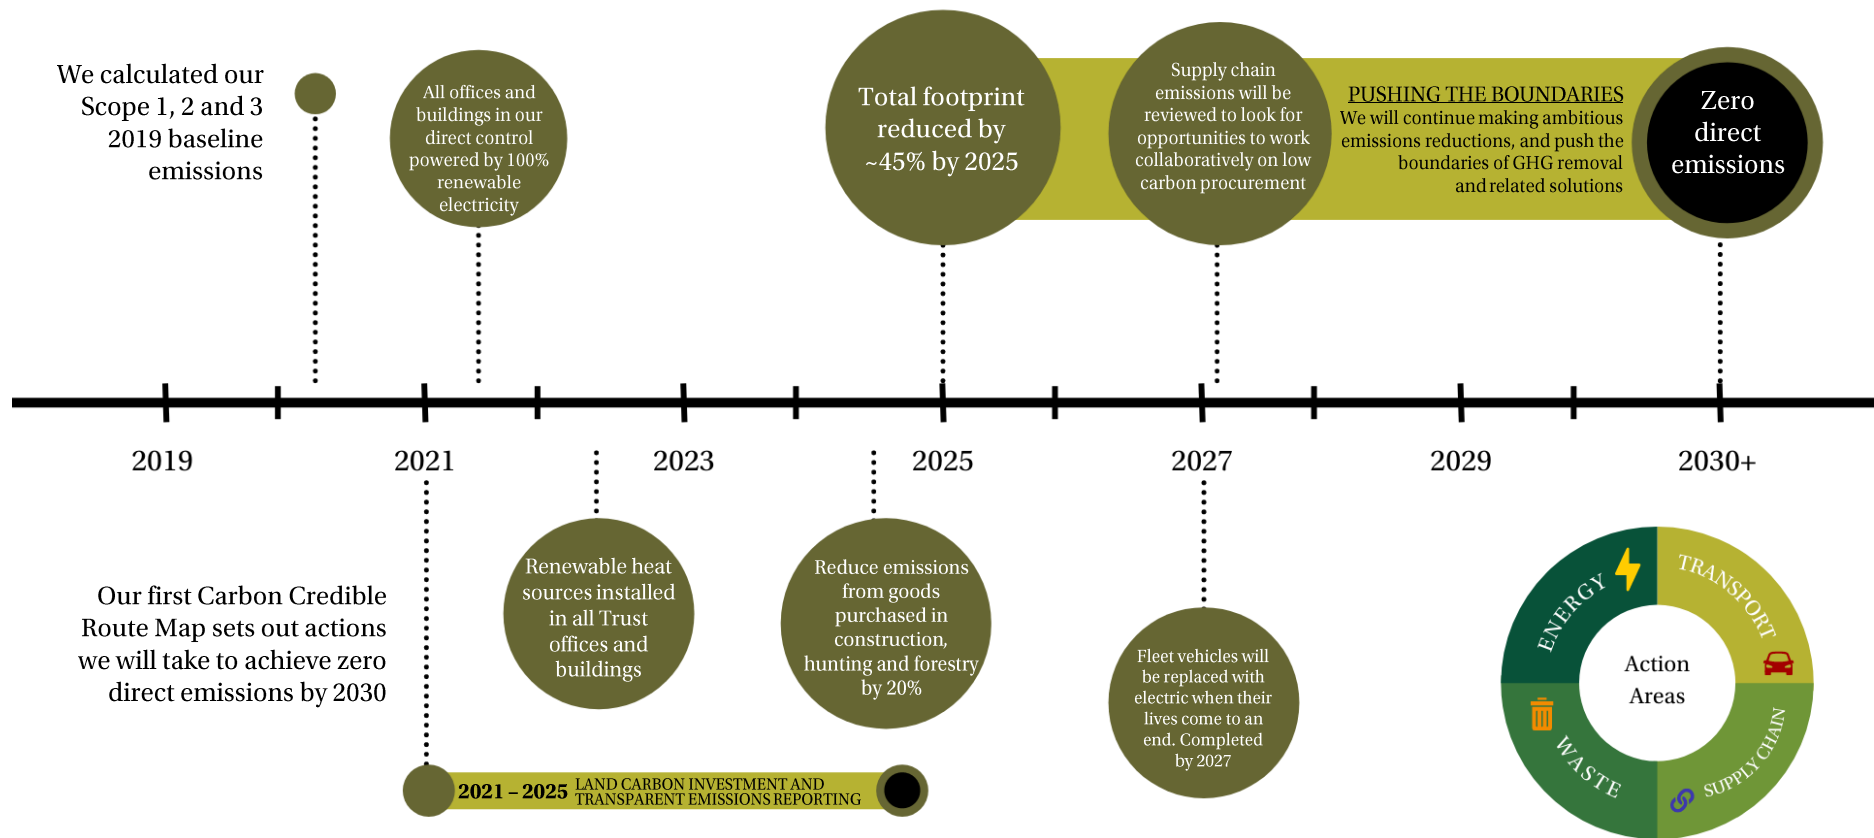 We calculated our
Scope 1, 2 and 3
2019 baseline
emissions
All offices and
buildings in our
direct control
powered by 100%
renewable
electricity
Total footprint
reduced by
~45% by 2025
Supply chain
emissions will be
reviewed to look for
opportunities to work
collaboratively on low
carbon procurement
PUSHING THE BOUNDARIES
We will continue making ambitious
emissions reductions, and push the
boundaries of GHG removal
and related solutions
Zero
direct
emissions
2019
2021
2023
2025
2027
2029
2030+
Our first Carbon Credible
Route Map sets out actions
we will take to achieve zero
direct emissions by 2030
Renewable heat
sources installed
in all Trust
offices and
buildings
Reduce emissions
from goods
purchased in
construction,
hunting and forestry
by 20%
Fleet vehicles will
be replaced with
electric when their
lives come to an
end. Completed
by 2027
2021 – 2025 LAND CARBON INVESTMENT AND
TRANSPARENT EMISSIONS REPORTING
ENERGY
TRANSPORT
Action
Areas
WASTE
SUPPLY CHAIN